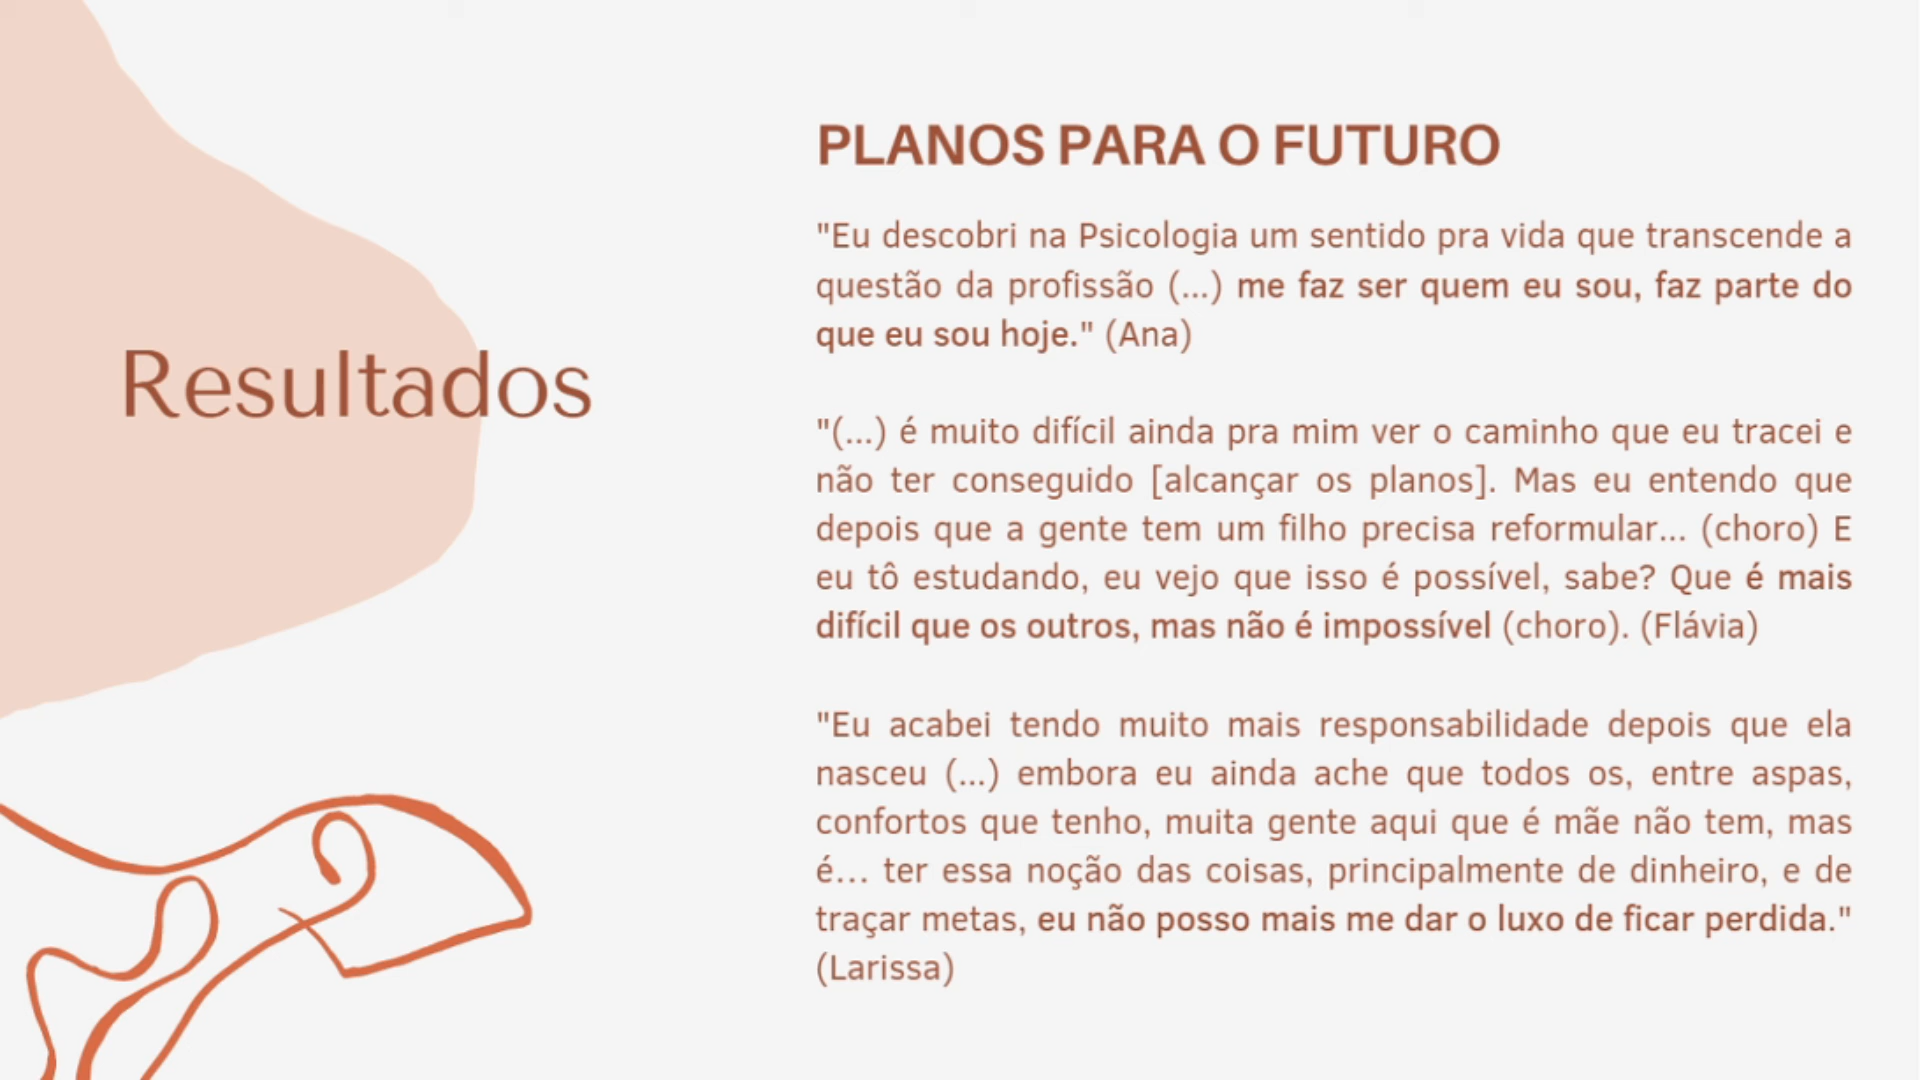 Resultados
PLANOS PARA O FUTURO
"Eu descobri na Psicologia um sentido pra vida que transcende a
questão da profissão (...) me faz ser quem eu sou, faz parte do
que eu sou hoje." (Ana)
"(...) é muito difícil ainda pra mim ver o caminho que eu tracei e
não ter conseguido [alcançar os planos]. Mas eu entendo que
depois que a gente tem um filho precisa reformular... (choro) E
eu tô estudando, eu vejo que isso é possível, sabe? Que é mais
difícil que os outros, mas não é impossível (choro). (Flávia)
"Eu acabei tendo muito mais responsabilidade depois que ela
nasceu (...) embora eu ainda ache que todos os, entre aspas,
confortos que tenho, muita gente aqui que é mãe não tem, mas
é... ter essa noção das coisas, principalmente de dinheiro, e de
traçar metas, eu não posso mais me dar o luxo de ficar perdida."
(Larissa)